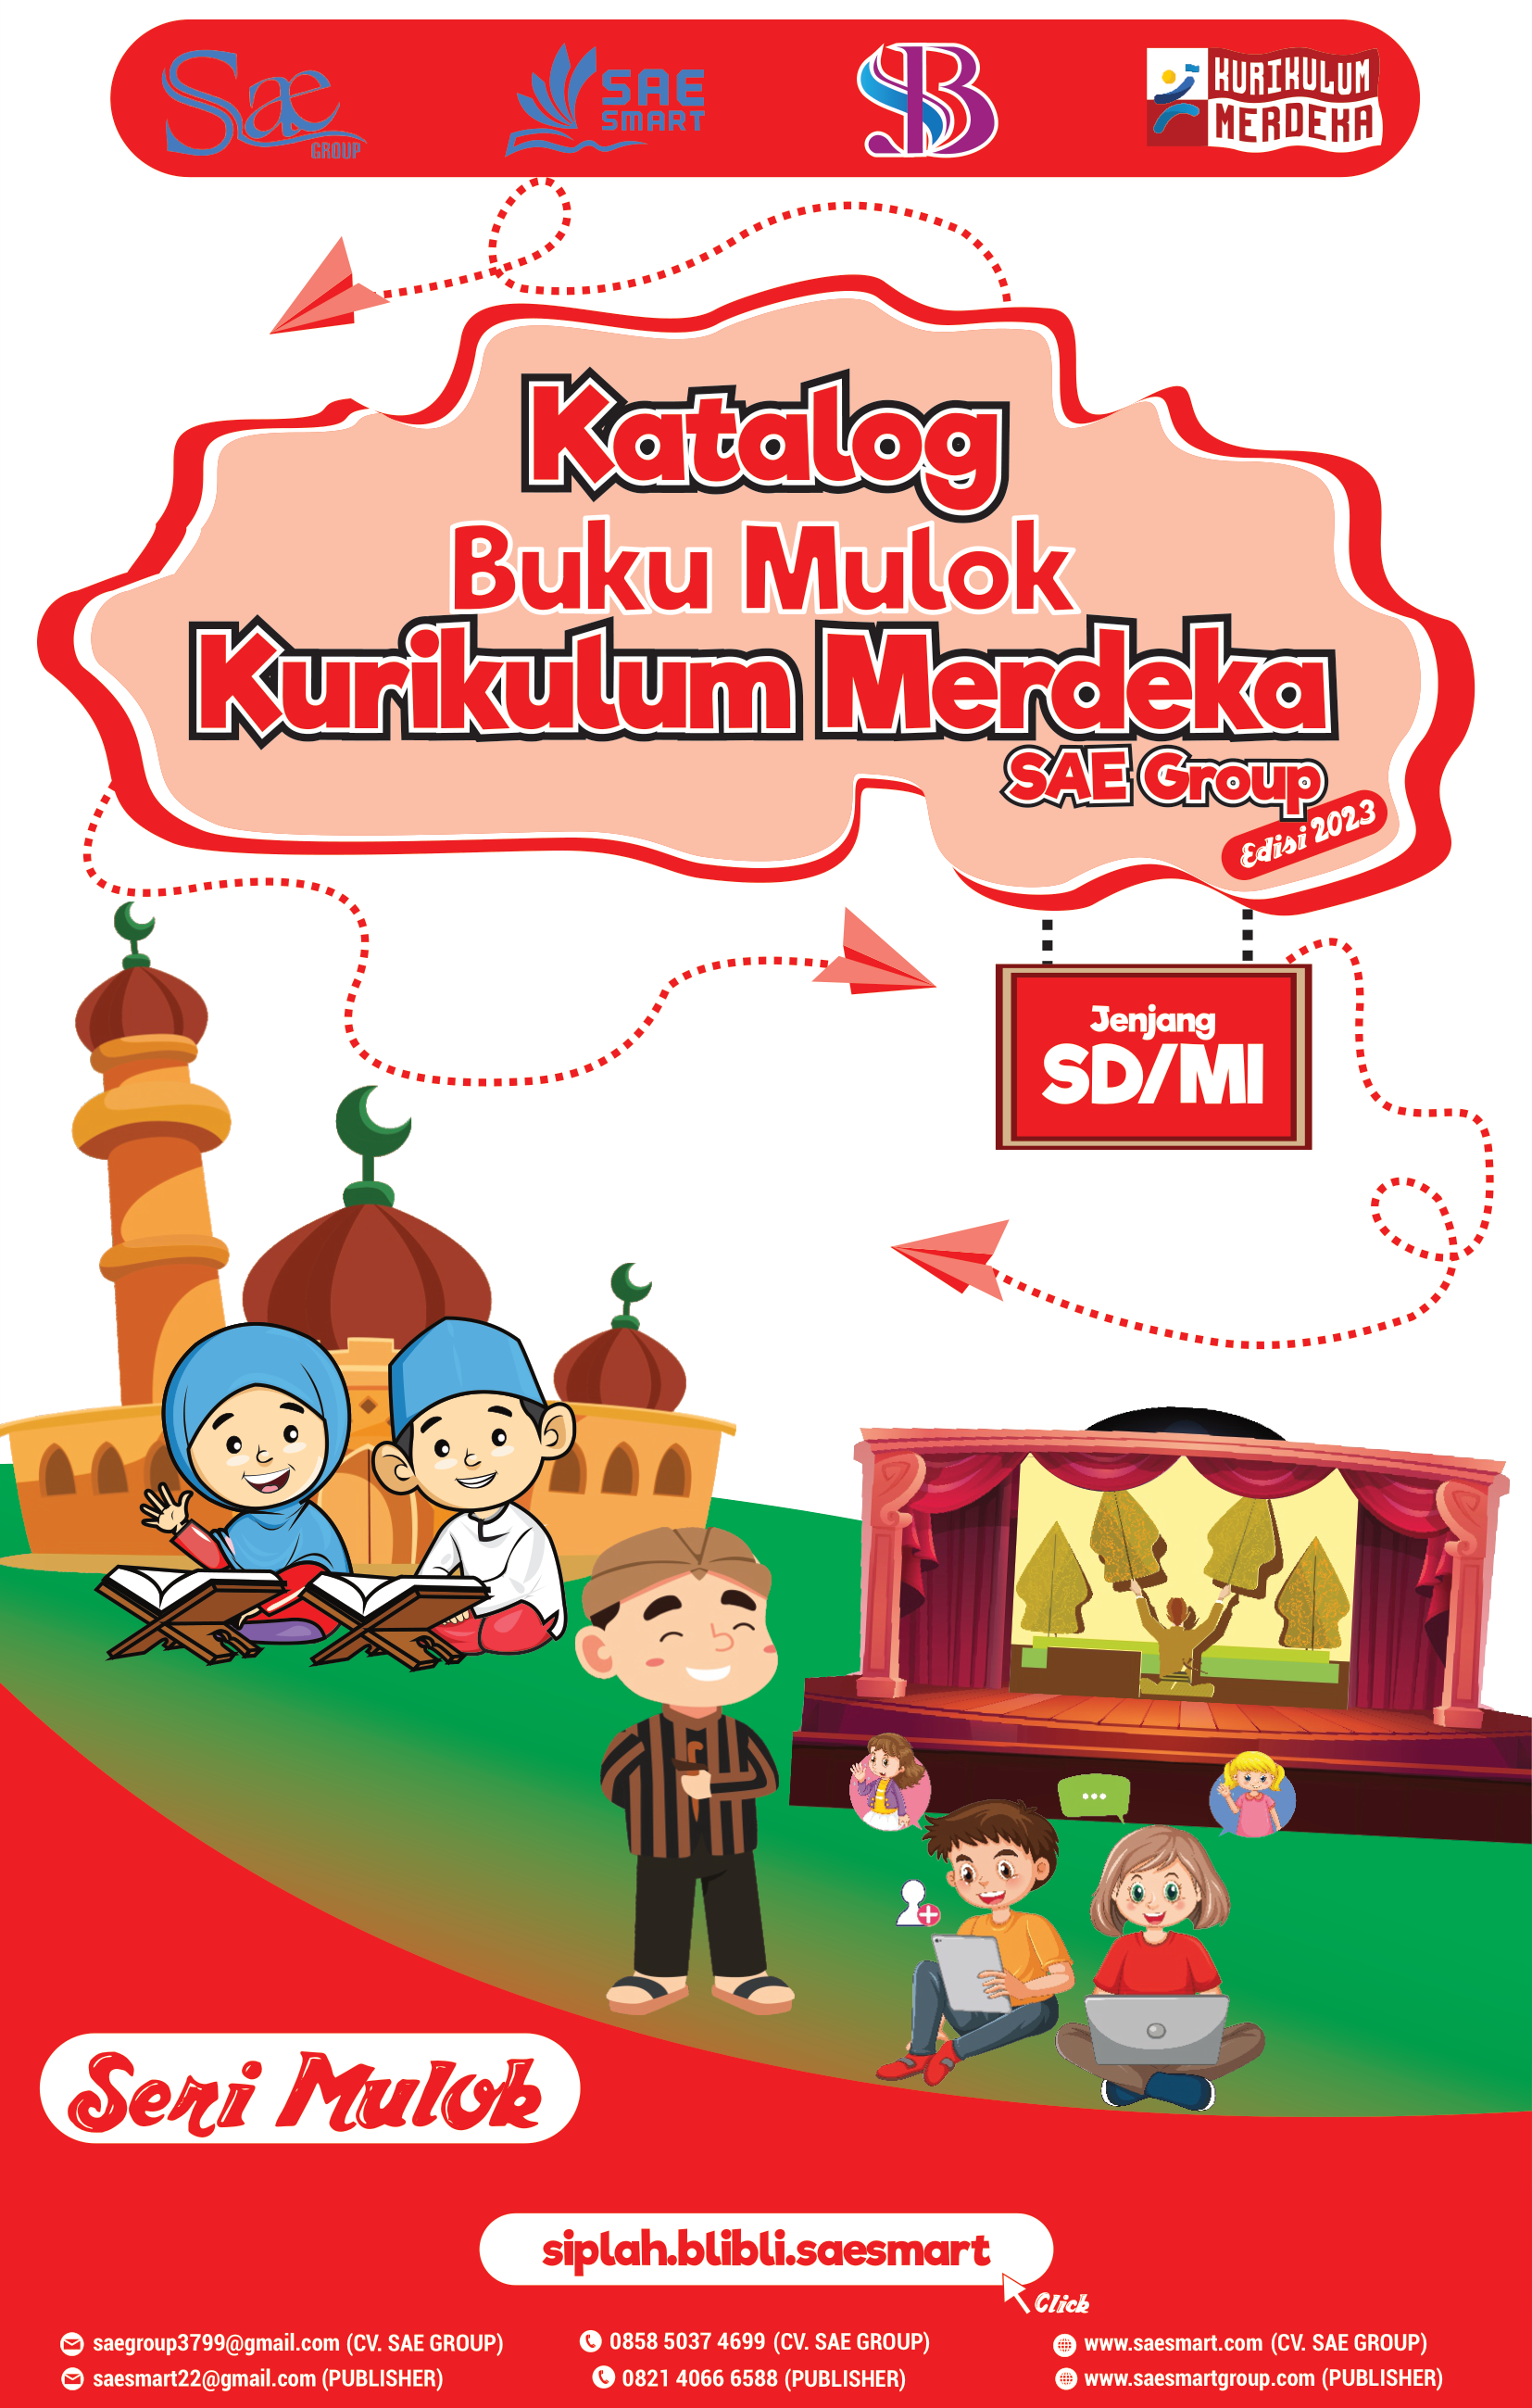 Sae
GROUP
SAE
SMART
SB
KURIKULUM
MERDEKA
Katalog
Buku Mulok
Kurikulum Merdeka
SAE Group
Edisi 2023
Jenjang
SD/MI
Seri Mulok
siplah.blibli.saesmart
Click
saegroup3799@gmail.com (CV. SAE GROUP)
0858 5037 4699 (CV. SAE GROUP)
www.saesmart.com (CV. SAE GROUP)
saesmart22@gmail.com (PUBLISHER)
0821 4066 6588 (PUBLISHER)
www.saesmartgroup.com (PUBLISHER)